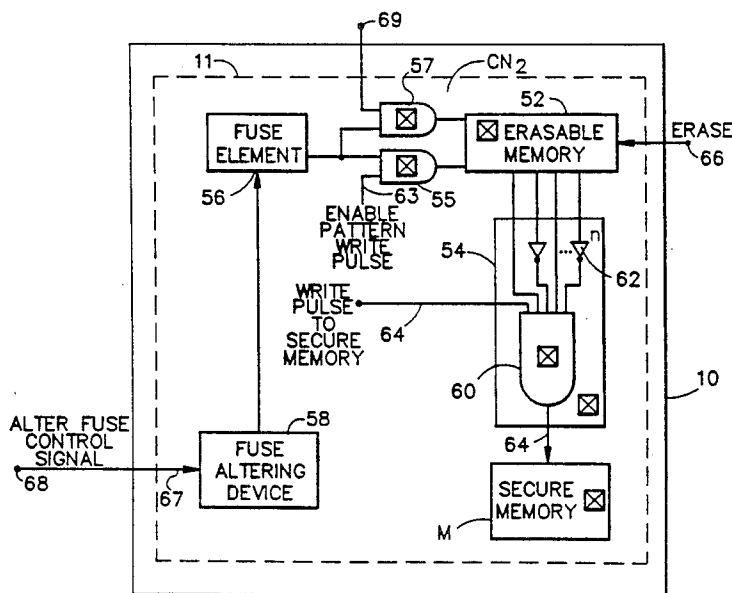 69
11
CN2
57
52
FUSE
ELEMENT
56
ERASABLE
MEMORY
ERASE
66
63
55
ENABLE
PATTERN
WRITE
PULSE
54
n
...
62
WRITE
PULSE
TO
SECURE
MEMORY
64
60
10
ALTER FUSE
CONTROL
SIGNAL
68
67
58
FUSE
ALTERING
DEVICE
64
SECURE
MEMORY
M